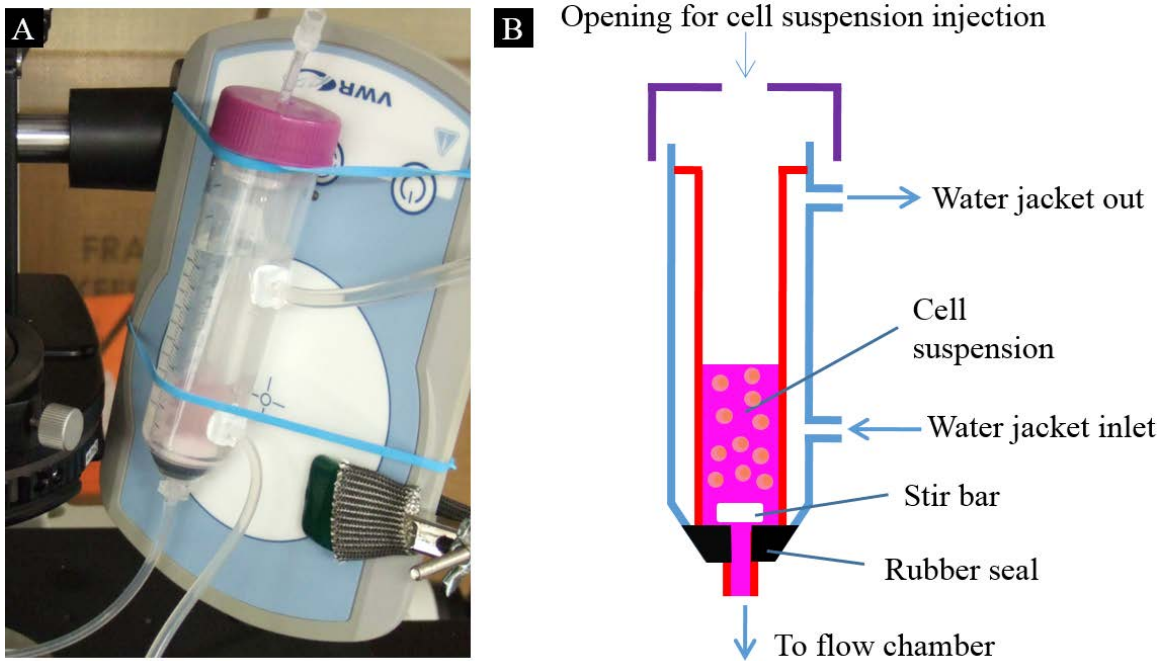 A
VWR
FRA
B
Opening for cell suspension injection
Water jacket out
Cell
suspension
Water jacket inlet
Stir bar
Rubber seal
To flow chamber